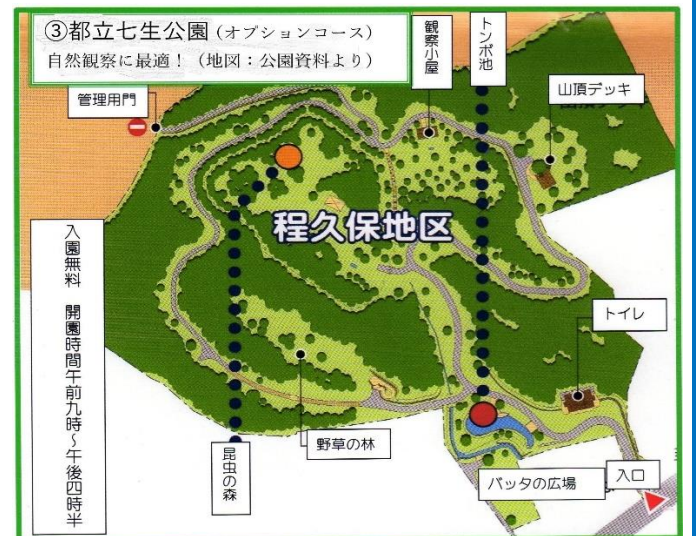 ③都立七生公園(オプションコース)
自然観察に最適！（地図：公園資料より）
観察小屋
トンボ池
管理用門
山頂デッキ
程久保地区
入園無料 開園時間午前九時～午後四時半
トイレ
昆虫の森
野草の林
バッタの広場
入口